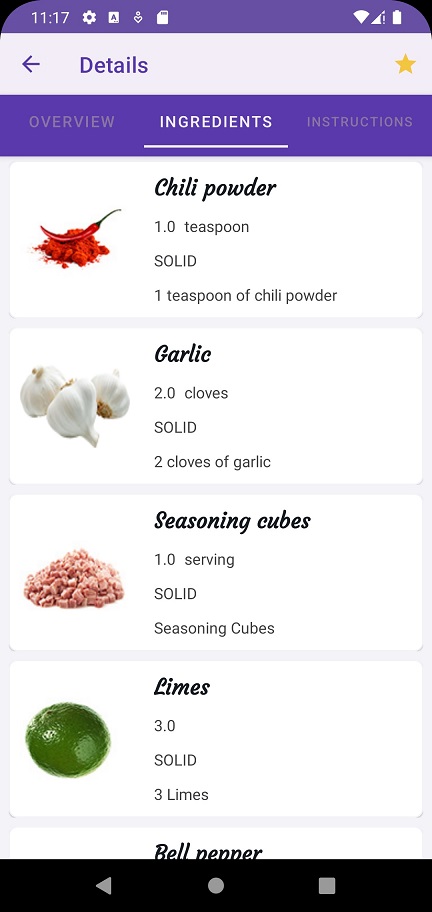 11:17
Details
OVERVIEW INGREDIENTS INSTRUCTIONS
Chili powder
1.0 teaspoon
SOLID
1 teaspoon of chili powder
Garlic
2.0 cloves
SOLID
2 cloves of garlic
Seasoning cubes
1.0 serving
SOLID
Seasoning Cubes
Limes
3.0
SOLID
3 Limes
Bell pepper